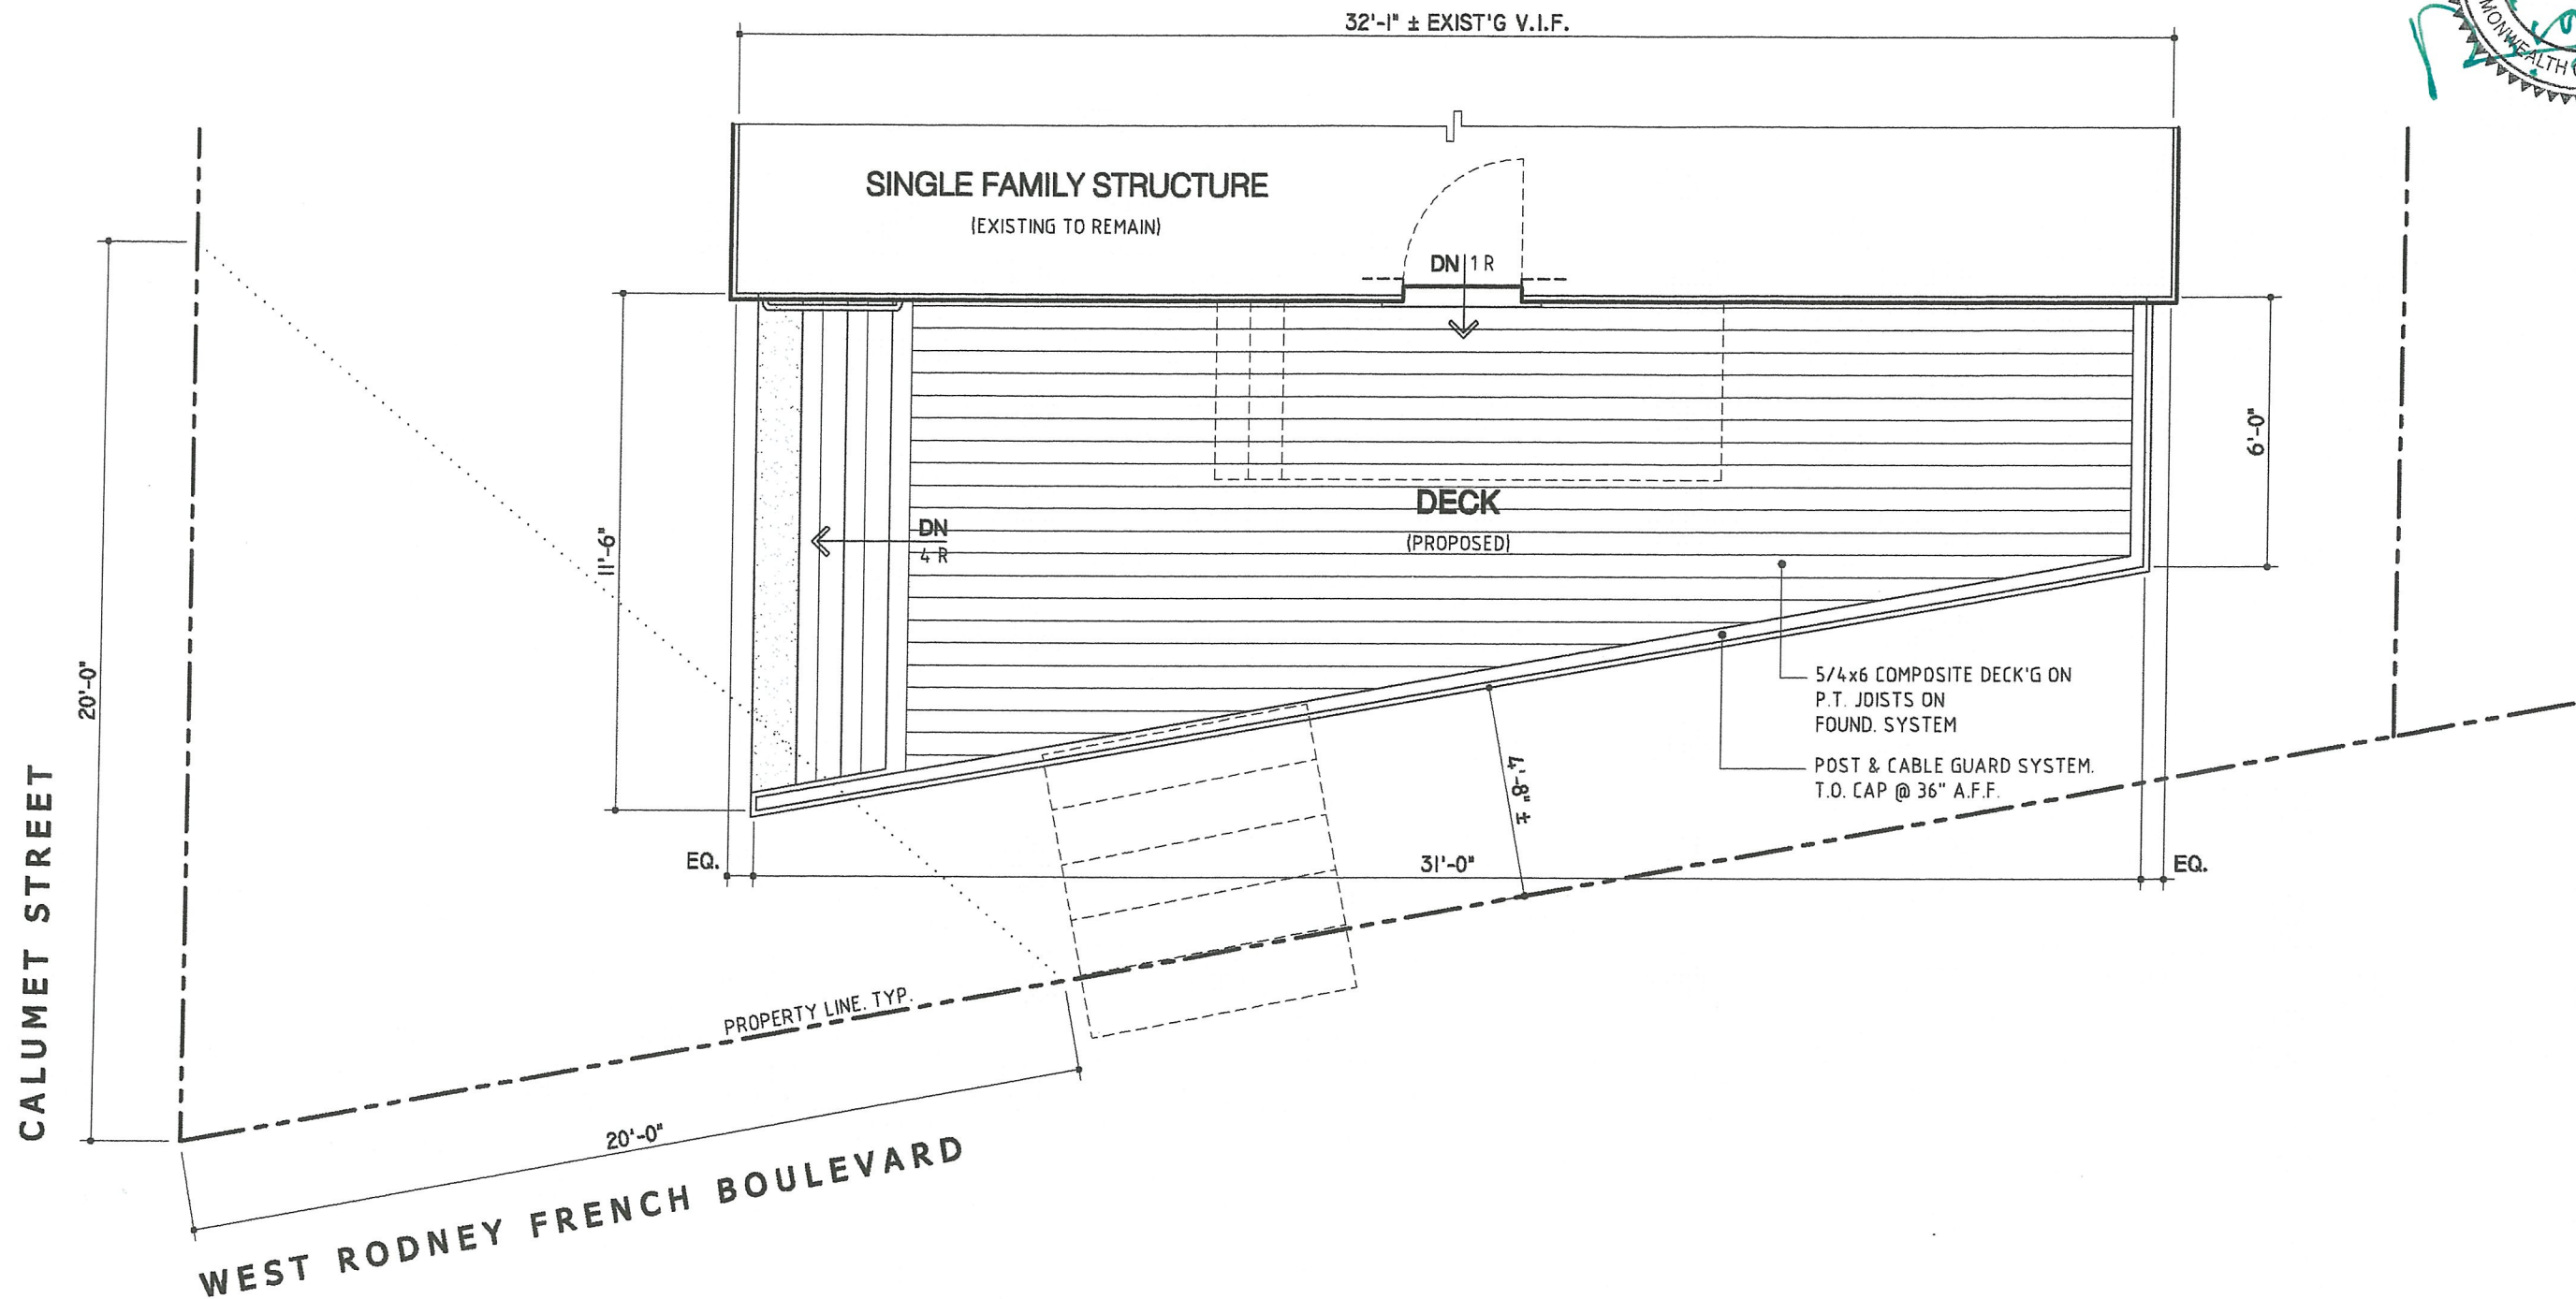 32'-1" ± EXIST'G V.I.F.
SINGLE FAMILY STRUCTURE
(EXISTING TO REMAIN)
DN 1 R
DN
4 R
DECK
(PROPOSED)
11'-6"
6'-0"
20'-0"
5/4x6 COMPOSITE DECK'G ON
P.T. JOISTS ON
FOUND. SYSTEM
POST & CABLE GUARD SYSTEM.
T.O. CAP @ 36" A.F.F.
4'-8" ±
EQ.
31'-0"
EQ.
PROPERTY LINE. TYP.
20'-0"
CALUMET STREET
WEST RODNEY FRENCH BOULEVARD